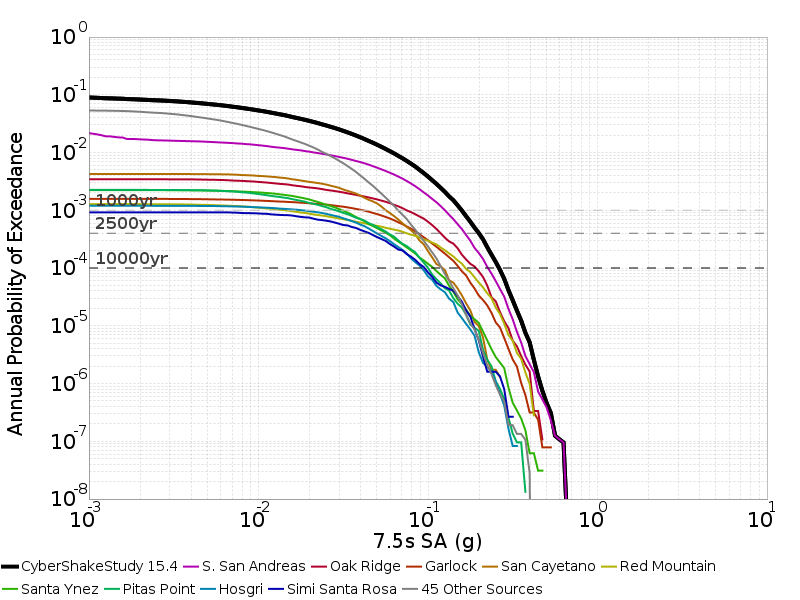 10^0
10^-1
10^-2
10^-3
10^-4
10^-5
10^-6
10^-7
10^-8
Annual Probability of Exceedance
1000yr
2500yr
10000yr
10^-3 10^-2 10^-1 10^0 10^1
7.5s SA (g)
CyberShakeStudy 15.4 S. San Andreas Oak Ridge Garlock San Cayetano Red Mountain
Santa Ynez Pitas Point Hosgri Simi Santa Rosa 45 Other Sources